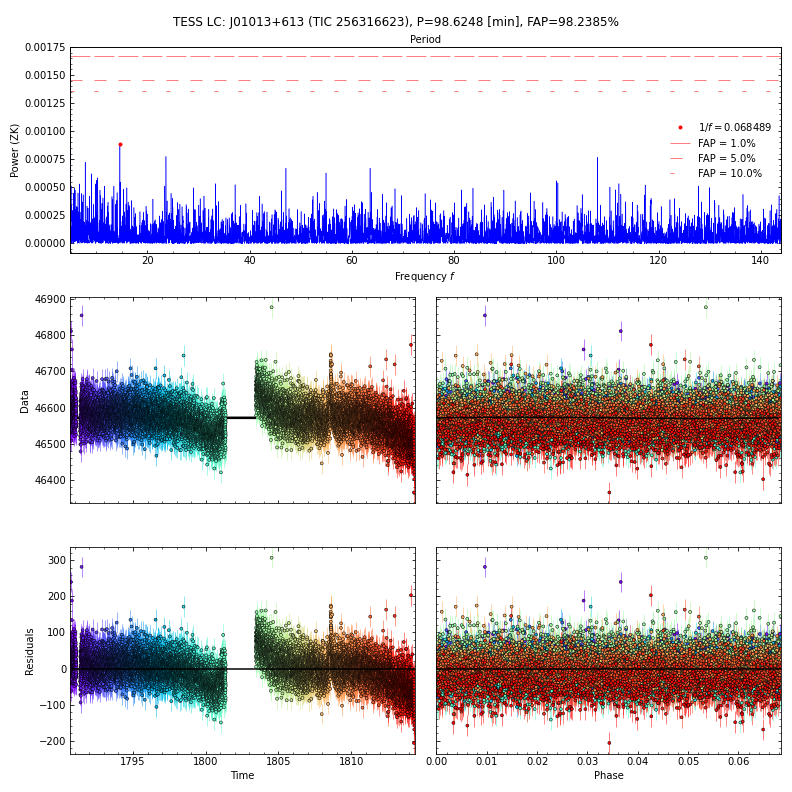 TESS LC: J01013+613 (TIC 256316623), P=98.6248 [min], FAP=98.2385%
Period
0.00175
0.00150
0.00125
0.00100
0.00075
0.00050
0.00025
0.00000
Power (ZK)
1/f = 0.068489
FAP = 1.0%
FAP = 5.0%
FAP = 10.0%
20 40 60 80 100 120 140
Frequency f
46900
46800
46700
46600
46500
46400
Data
300
200
100
0
−100
−200
Residuals
1795 1800 1805 1810
Time
0.00 0.01 0.02 0.03 0.04 0.05 0.06
Phase